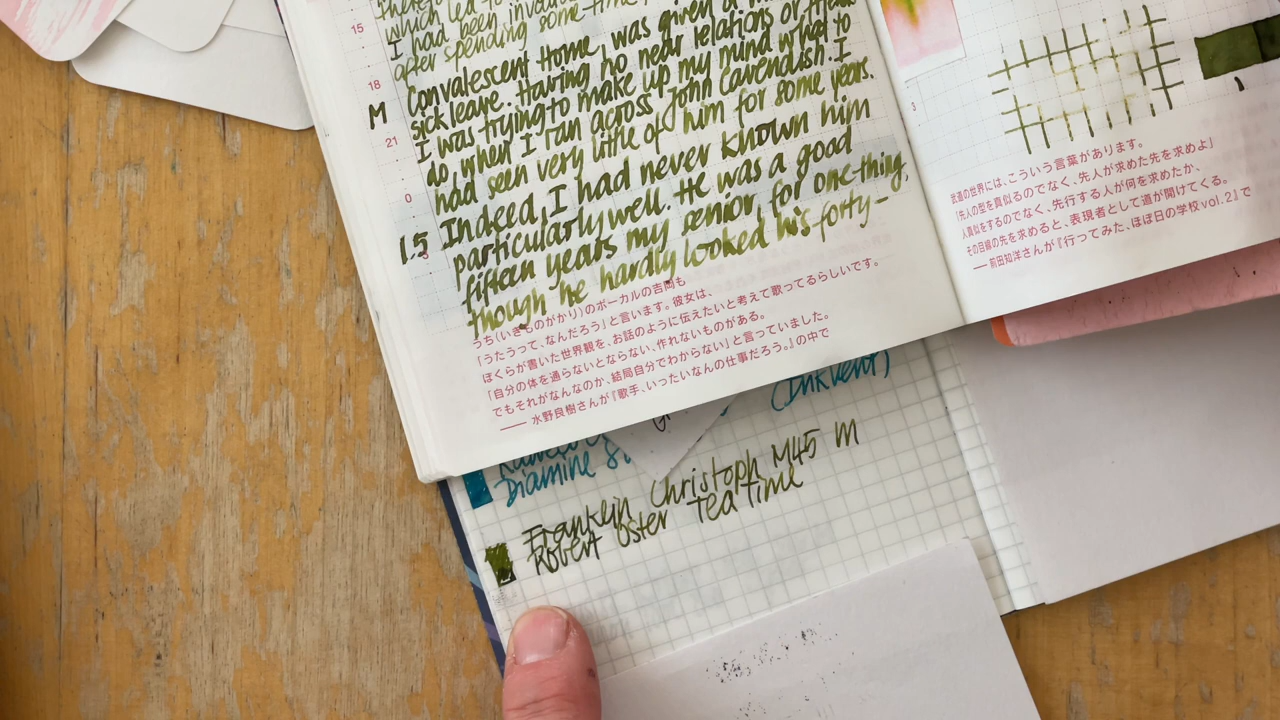 which led to
I had been invalided
after spending some time
Convalescent Home, was given a
sick leave. Having no near relations or friends
I was trying to make up my mind what to
do, when I ran across John Cavendish. I
had seen very little of him for some years.
Indeed, I had never known him
particularly well. He was a good
fifteen years my senior, for one thing,
though he hardly looked his forty-
15
18
M
21
0
1.5
うち(いきものがかり)のボーカルの吉岡も
「うたうって、なんだろう」と言います。彼女は、
ぼくらが書いた世界観を、お話のように伝えたいと考えて歌ってるらしいです。
「自分の体を通らないとならない、作れないものがある。
でもそれがなんなのか、結局自分でわからない」と言っていました。
── 水野良樹さんが『歌手、いったいなんの仕事だろう。』の中で
3
武道の世界には、こういう言葉があります。
「先人の型を真似るのでなく、先人が求めた先を求めよ」
人真似をするのでなく、先行する人が何を求めたか、
その目線の先を求めると、表現者として道が開けてくる。
── 前田知洋さんが『行ってみた、ほぼ日の学校vol.2』で
(Inkvent)
Diamine
Franklin Christoph M45 M
Robert Oster Tea Time